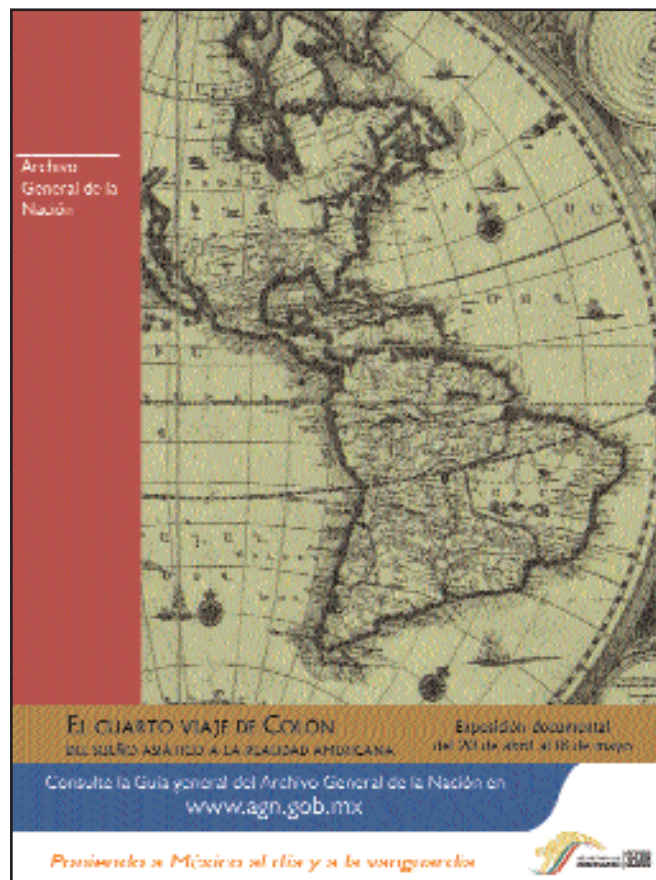 Archivo
General de la
Nación
EL CUARTO VIAJE DE COLÓN
DEL SUEÑO ASIÁTICO A LA REALIDAD AMERICANA
Exposición documental
del 20 de abril al 18 de mayo
Consulte la Guía general del Archivo General de la Nación en
www.agn.gob.mx
Poniendo a México al día y a la vanguardia